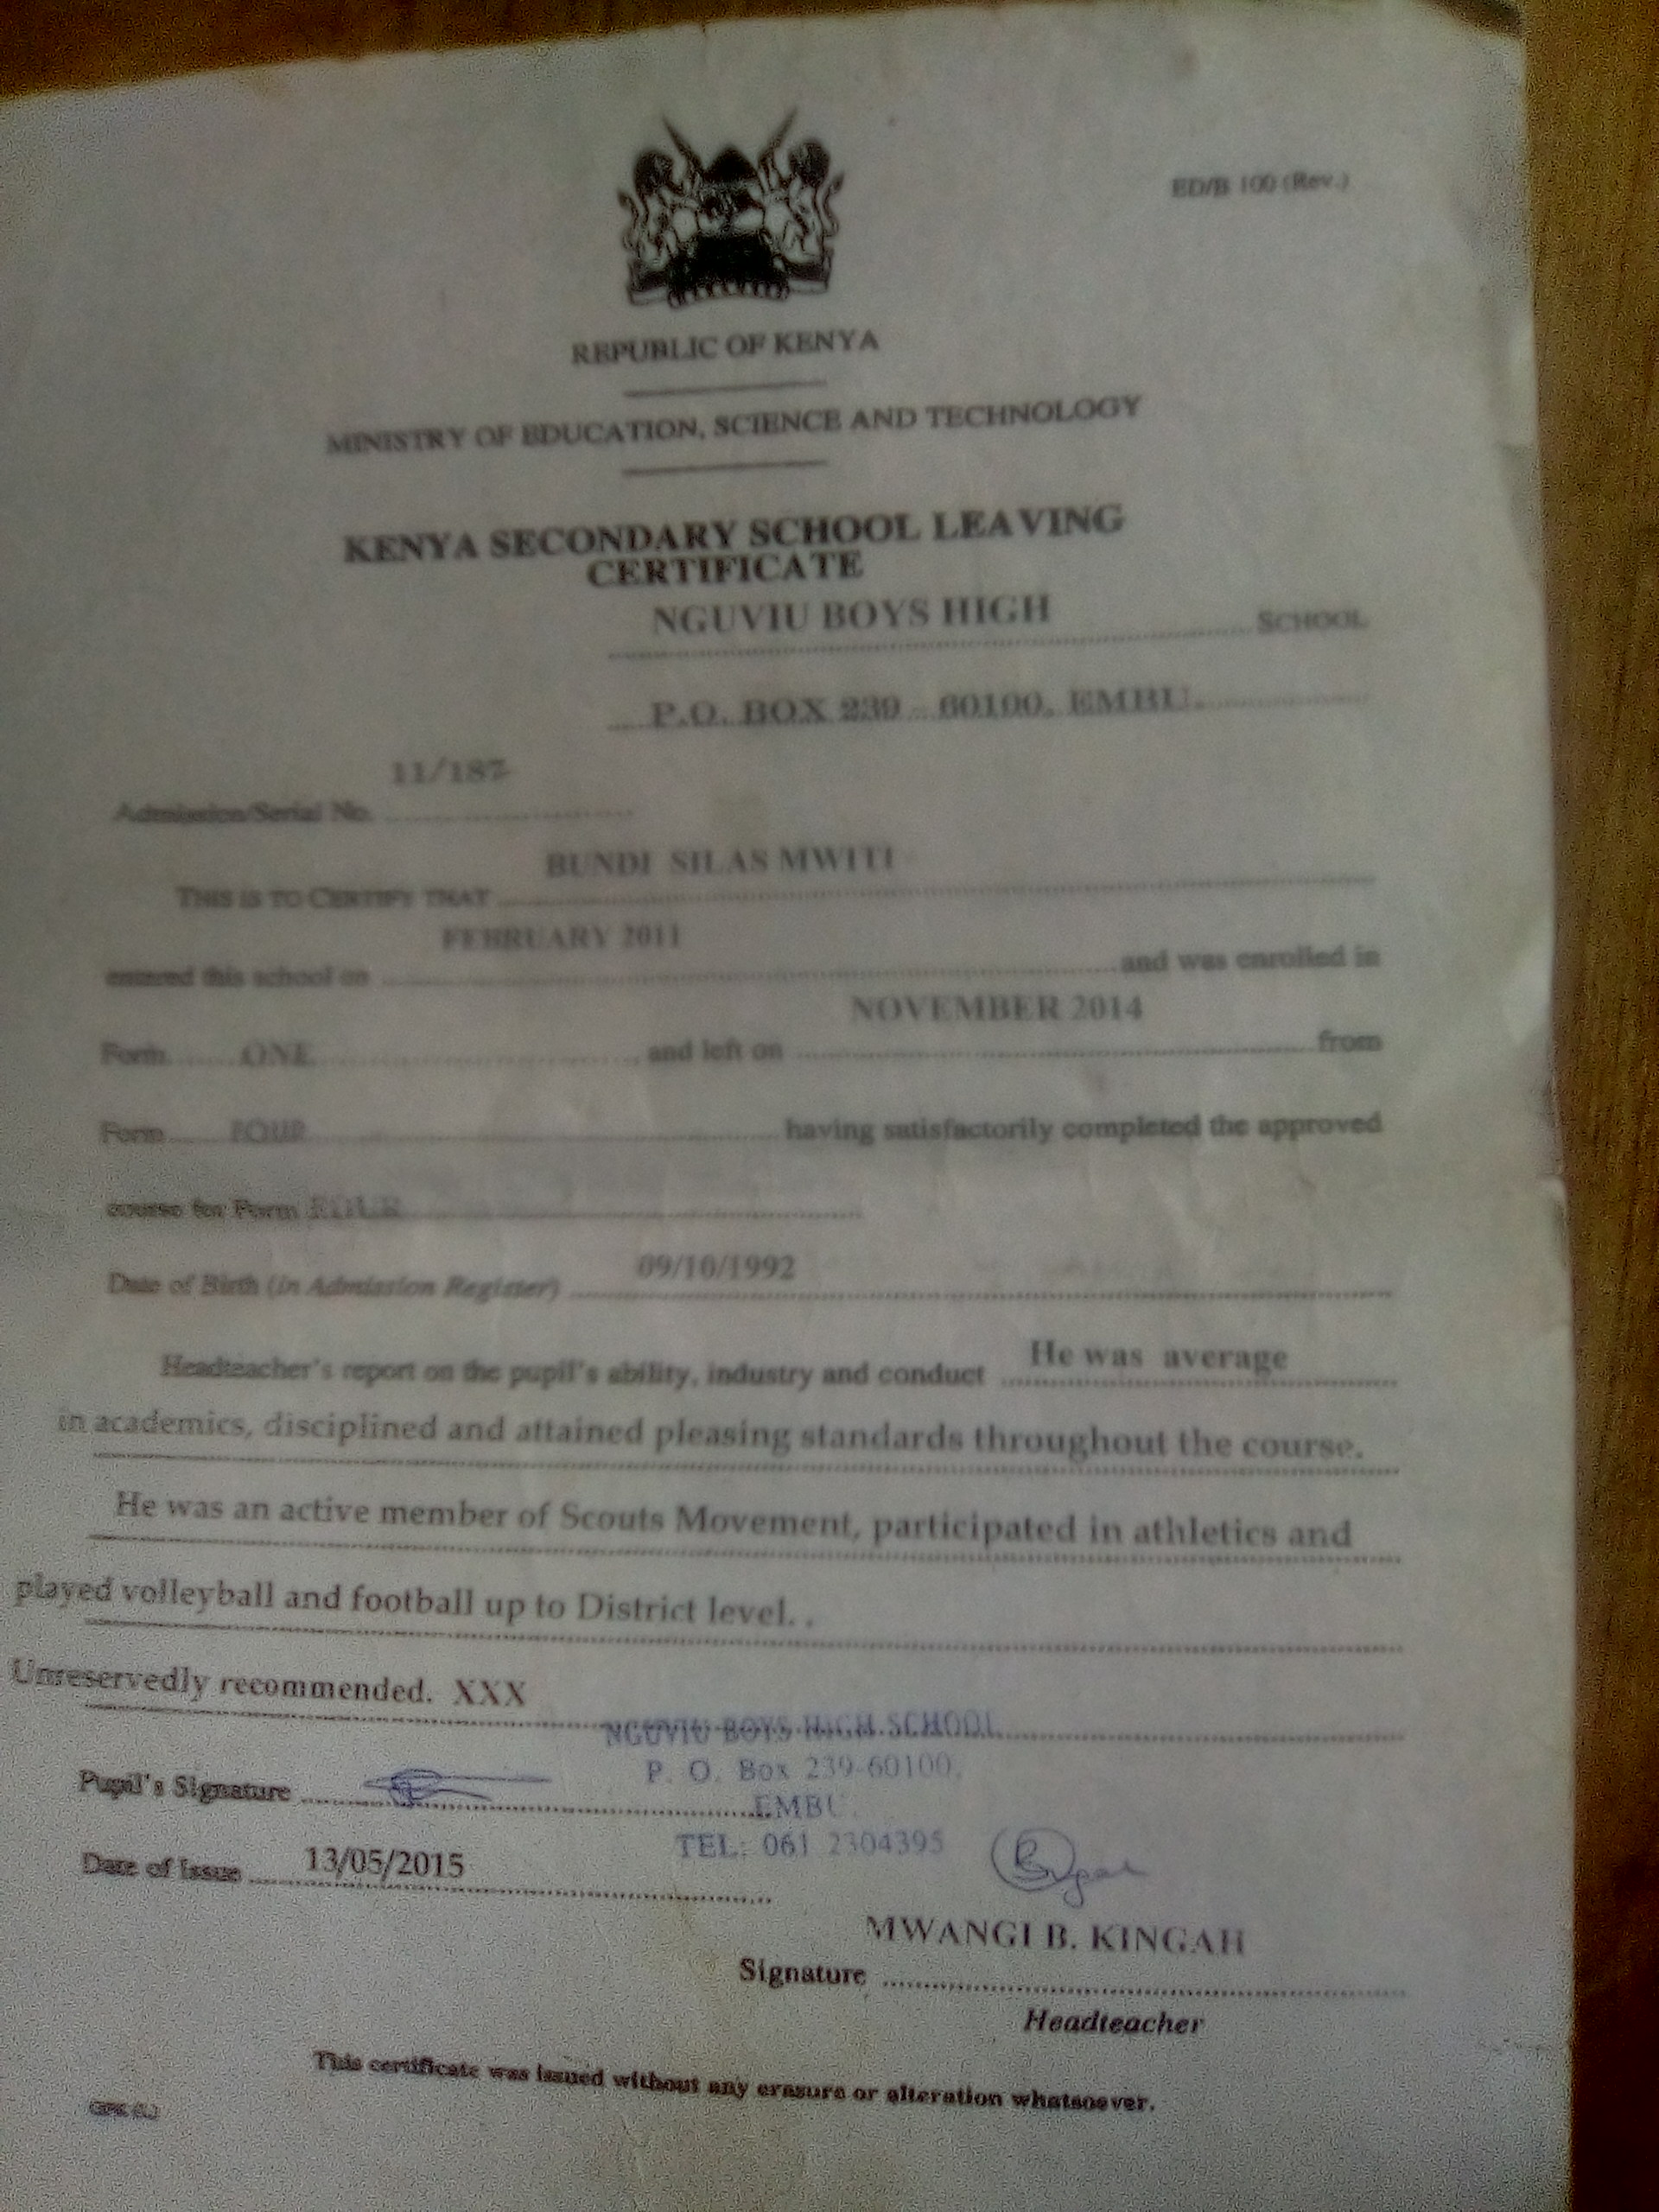 ED/B 100 (Rev.)
REPUBLIC OF KENYA
MINISTRY OF EDUCATION, SCIENCE AND TECHNOLOGY
KENYA SECONDARY SCHOOL LEAVING
CERTIFICATE
NGUVIU BOYS HIGH SCHOOL
P.O. BOX 239 60100, EMBU.
11/187
Admission/Serial No.
BUNDI SILAS MWITI
THIS IS TO CERTIFY THAT
FEBRUARY 2011
entered this school on and was enrolled in
NOVEMBER 2014
Form ONE and left on from
Form FOUR having satisfactorily completed the approved
course for Form FOUR
09/10/1992
Date of Birth (in Admission Register)
Headteacher's report on the pupil's ability, industry and conduct He was average
in academics, disciplined and attained pleasing standards throughout the course.
He was an active member of Scouts Movement, participated in athletics and
played volleyball and football up to District level. .
Unreservedly recommended. XXX
NGUVIU BOYS HIGH SCHOOL
P. O. Box 239-60100,
Pupil's Signature
EMBU
TEL: 061 2304395
Date of Issue 13/05/2015
MWANGI B. KINGAH
Signature
Headteacher
This certificate was issued without any erasure or alteration whatsoever.